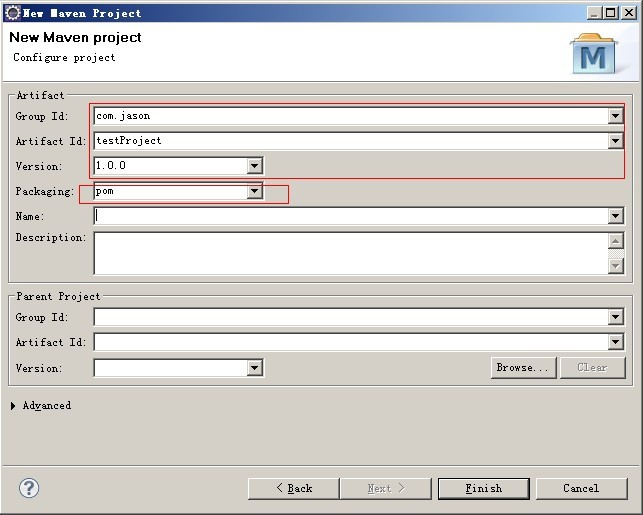 New Maven Project
New Maven project
Configure project
M
Artifact
Group Id: com.jason
Artifact Id: testProject
Version: 1.0.0
Packaging: pom
Name:
Description:
Parent Project
Group Id:
Artifact Id:
Version: Browse... Clear
Advanced
? < Back Next > Finish Cancel